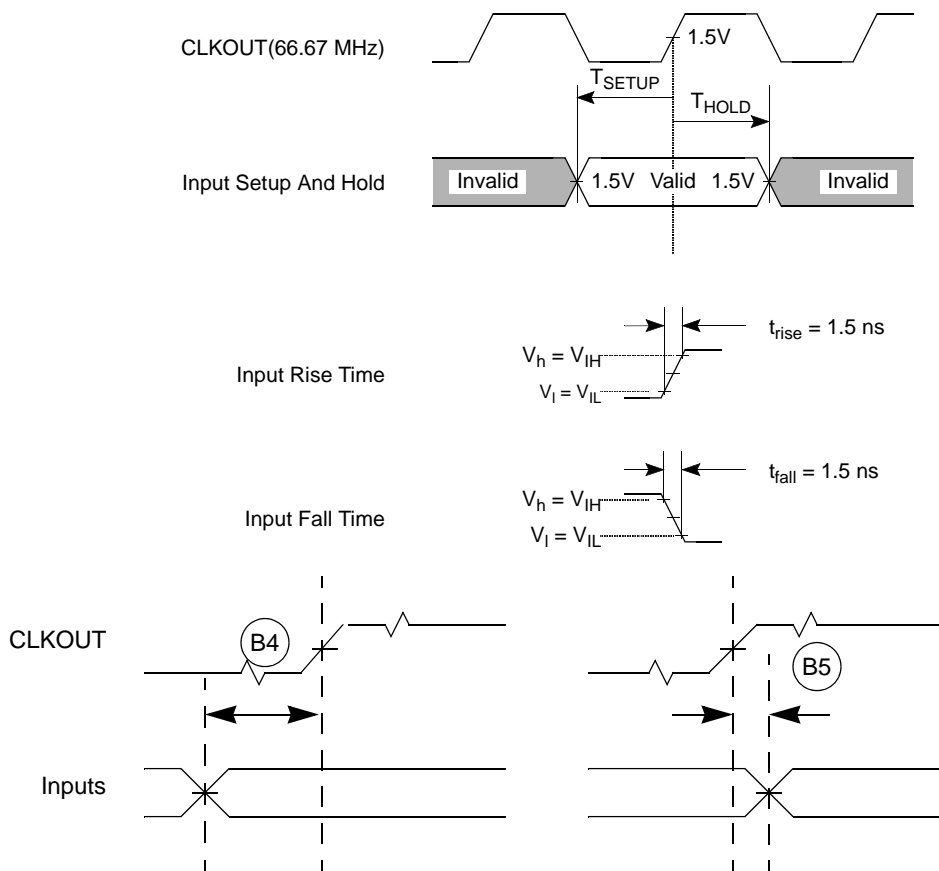 CLKOUT(66.67 MHz)
1.5V
TSETUP
THOLD
Input Setup And Hold
Invalid
1.5V Valid 1.5V
Invalid
trise = 1.5 ns
Vh = VIH
Input Rise Time
Vl = VIL
tfall = 1.5 ns
Vh = VIH
Input Fall Time
Vl = VIL
CLKOUT
B4
B5
Inputs